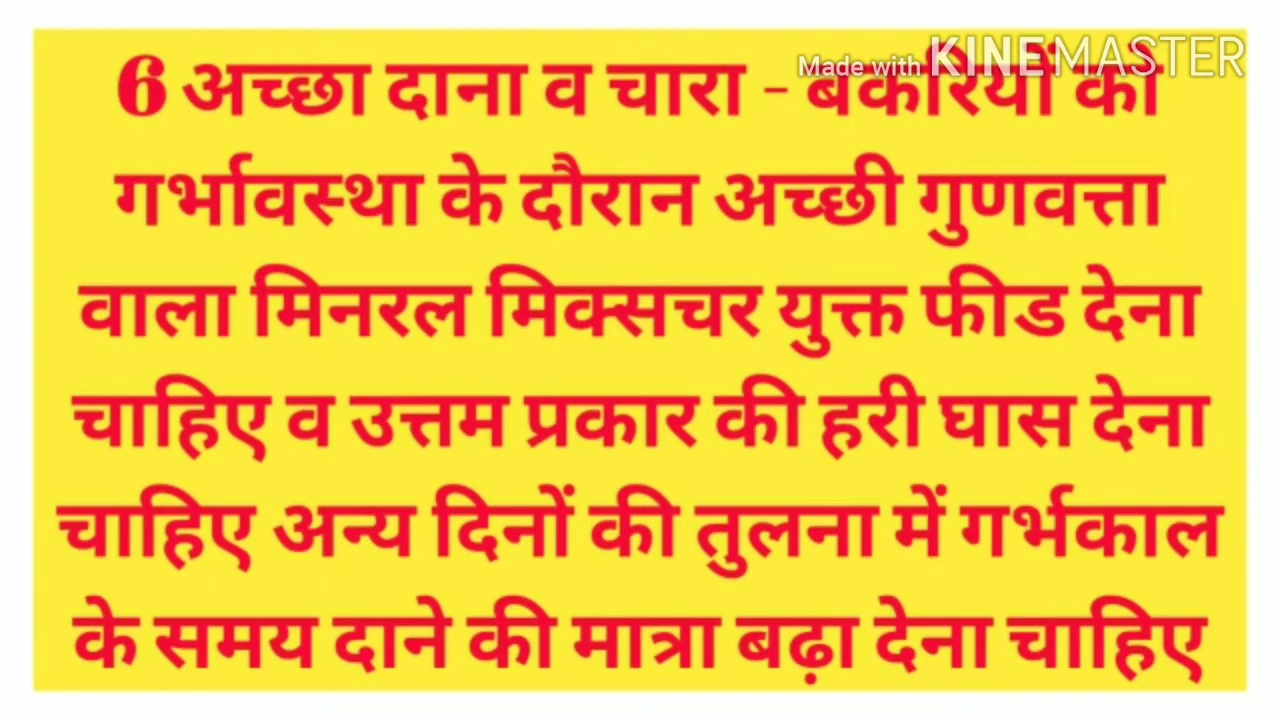 Made with KINEMASTER
6 अच्छा दाना व चारा - बकरियों को
गर्भावस्था के दौरान अच्छी गुणवत्ता
वाला मिनरल मिक्सचर युक्त फीड देना
चाहिए व उत्तम प्रकार की हरी घास देना
चाहिए अन्य दिनों की तुलना में गर्भकाल
के समय दाने की मात्रा बढ़ा देना चाहिए